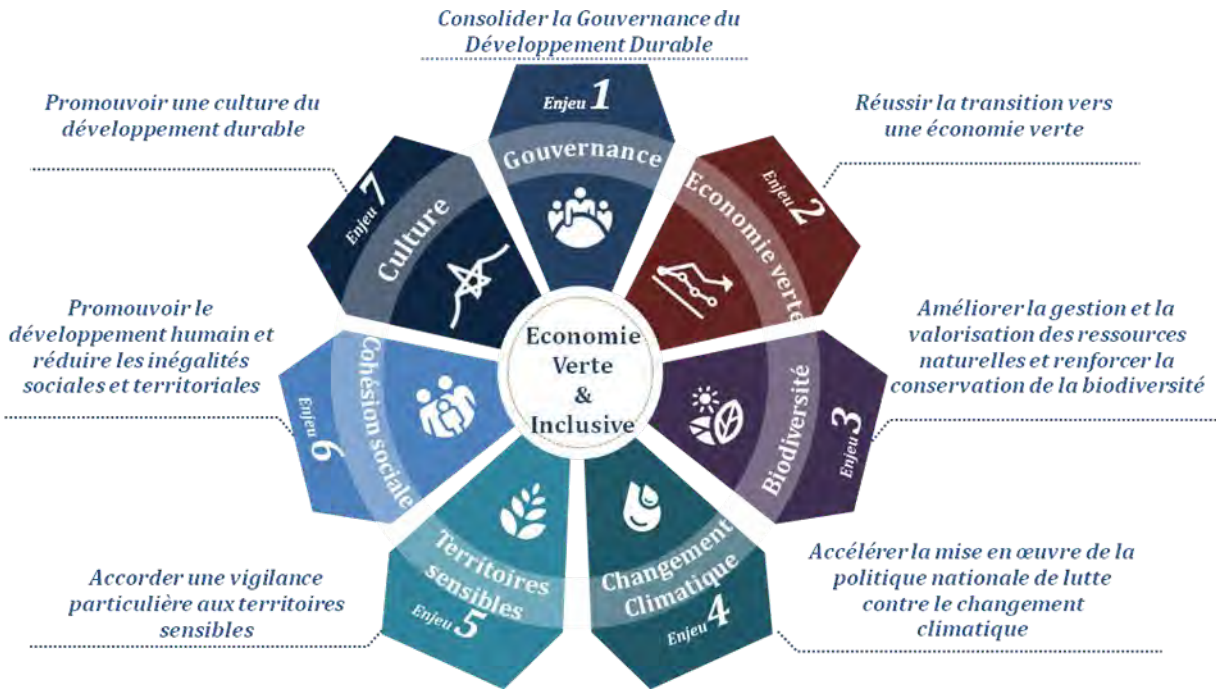 Consolider la Gouvernance du
Développement Durable
Enjeu 1
Gouvernance
Réussir la transition vers
une économie verte
Enjeu 2
Economie verte
Améliorer la gestion et la
valorisation des ressources
naturelles et renforcer la
conservation de la biodiversité
Enjeu 3
Biodiversité
Accélérer la mise en œuvre de la
politique nationale de lutte
contre le changement
climatique
Enjeu 4
Changement
Climatique
Accorder une vigilance
particulière aux territoires
sensibles
Enjeu 5
Territoires
sensibles
Promouvoir le
développement humain et
réduire les inégalités
sociales et territoriales
Enjeu 6
Cohésion sociale
Promouvoir une culture du
développement durable
Enjeu 7
Culture
Economie
Verte
&
Inclusive